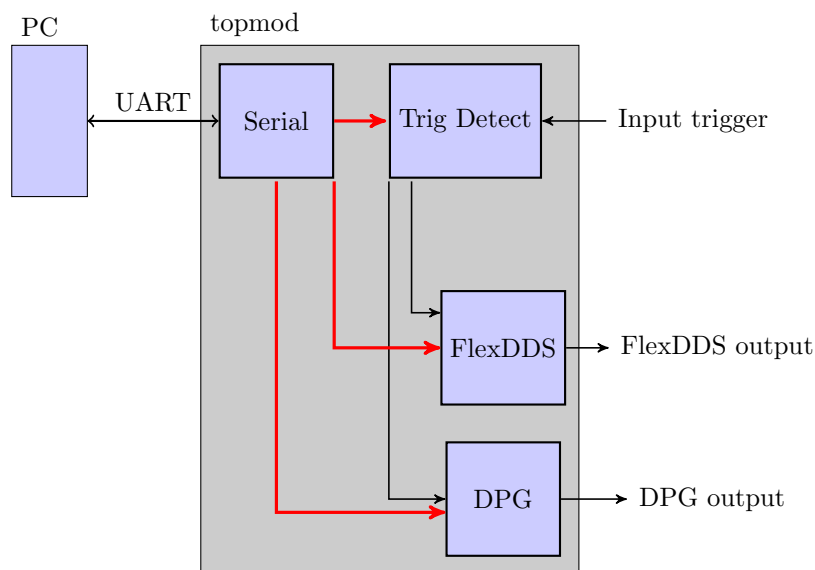 PC
topmod
UART
Serial
Trig Detect
Input trigger
FlexDDS
FlexDDS output
DPG
DPG output